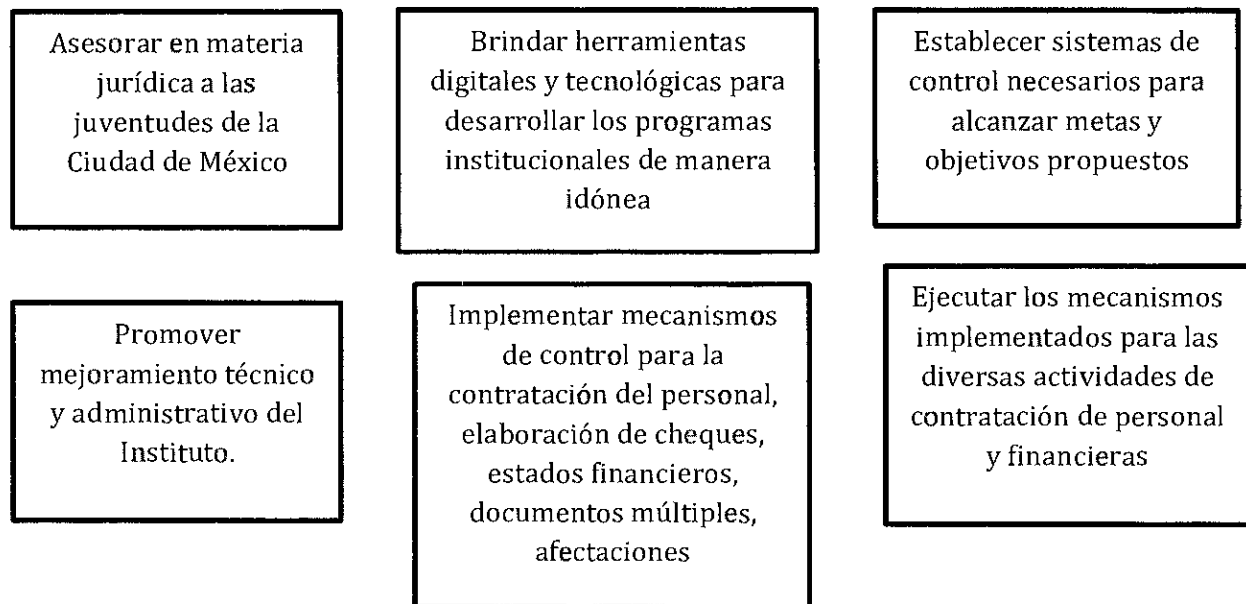 Asesorar en materia
jurídica a las
juventudes de la
Ciudad de México
Brindar herramientas
digitales y tecnológicas para
desarrollar los programas
institucionales de manera
idónea
Establecer sistemas de
control necesarios para
alcanzar metas y
objetivos propuestos
Promover
mejoramiento técnico
y administrativo del
Instituto.
Implementar mecanismos
de control para la
contratación del personal,
elaboración de cheques,
estados financieros,
documentos múltiples,
afectaciones
Ejecutar los mecanismos
implementados para las
diversas actividades de
contratación de personal
y financieras